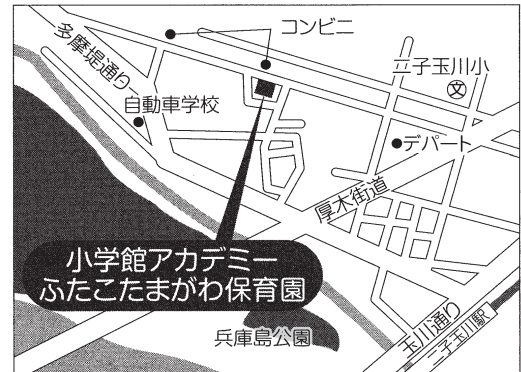 コンビニ
多摩堤通り
二子玉川小
文
自動車学校
デパート
厚木街道
小学館アカデミー
ふたこたまがわ保育園
兵庫島公園
玉川通り
二子玉川駅